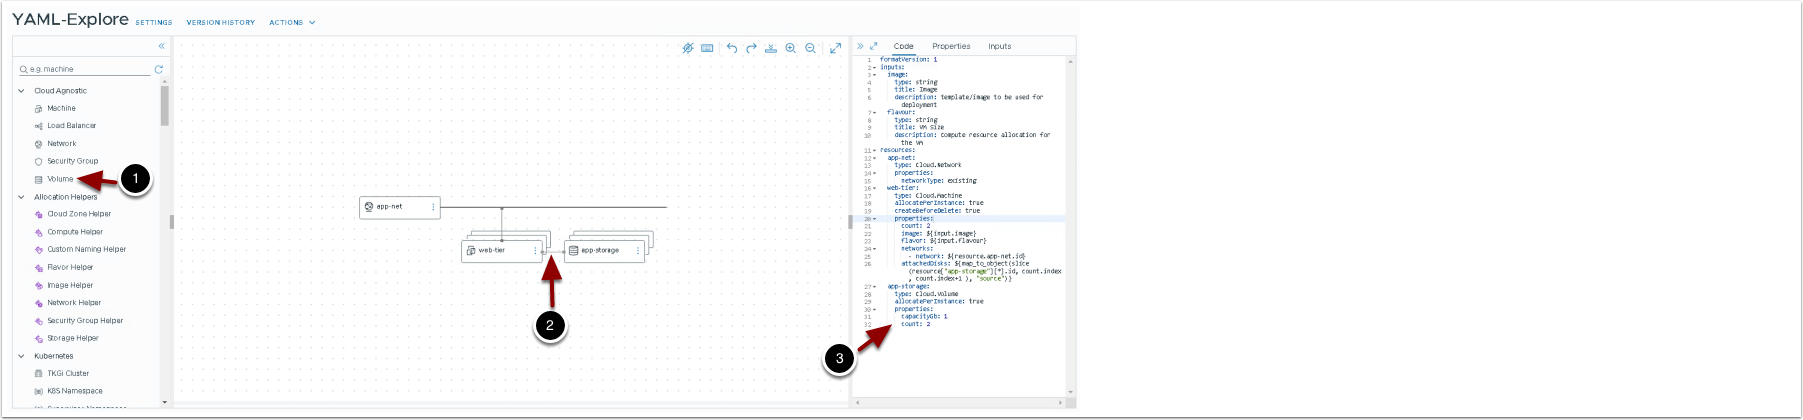 YAML-Explore SETTINGS VERSION HISTORY ACTIONS
e.g. machine
Cloud Agnostic
Machine
Load Balancer
Network
Security Group
Volume
1
Allocation Helpers
Cloud Zone Helper
Compute Helper
Custom Naming Helper
Flavor Helper
Image Helper
Network Helper
Security Group Helper
Storage Helper
Kubernetes
TKGi Cluster
K8S Namespace
app-net
web-tier
app-storage
2
Code Properties Inputs
1 formatVersion: 1
2 inputs:
3 image:
4 type: string
5 title: Image
6 description: template/image to be used for
deployment
7 flavour:
8 type: string
9 title: VM Size
10 description: Compute resource allocation for
the VM
11 resources:
12 app-net:
13 type: Cloud.Network
14 properties:
15 networkType: existing
16 web-tier:
17 type: Cloud.Machine
18 allocatePerInstance: true
19 createBeforeDelete: true
20 properties:
21 count: 2
22 image: ${input.image}
23 flavor: ${input.flavour}
24 networks:
25 - network: ${resource.app-net.id}
26 attachedDisks: ${map_to_object(slice
(resource["app-storage"][*].id, count.index
, count.index+1 ), "source")}
27 app-storage:
28 type: Cloud.Volume
29 allocatePerInstance: true
30 properties:
31 capacityGb: 1
32 count: 2
3